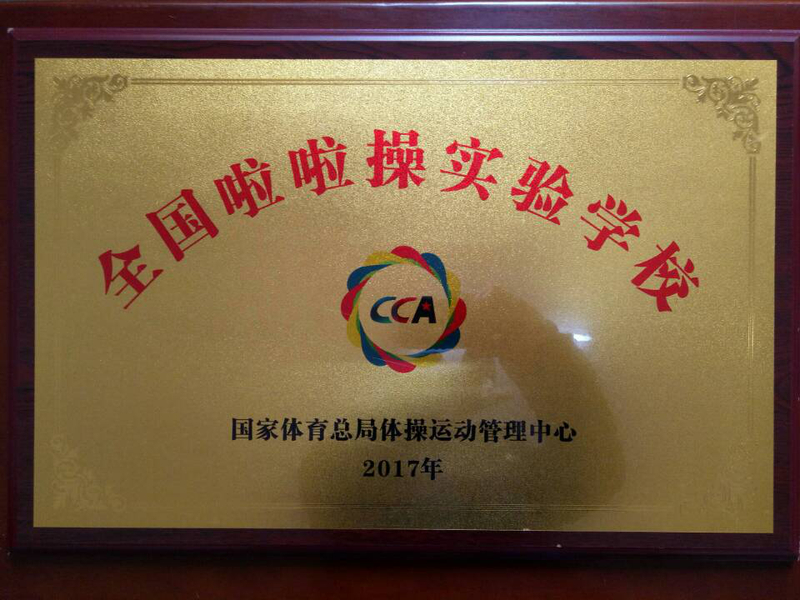 全国啦啦操实验学校
CCA
国家体育总局体操运动管理中心
2017年